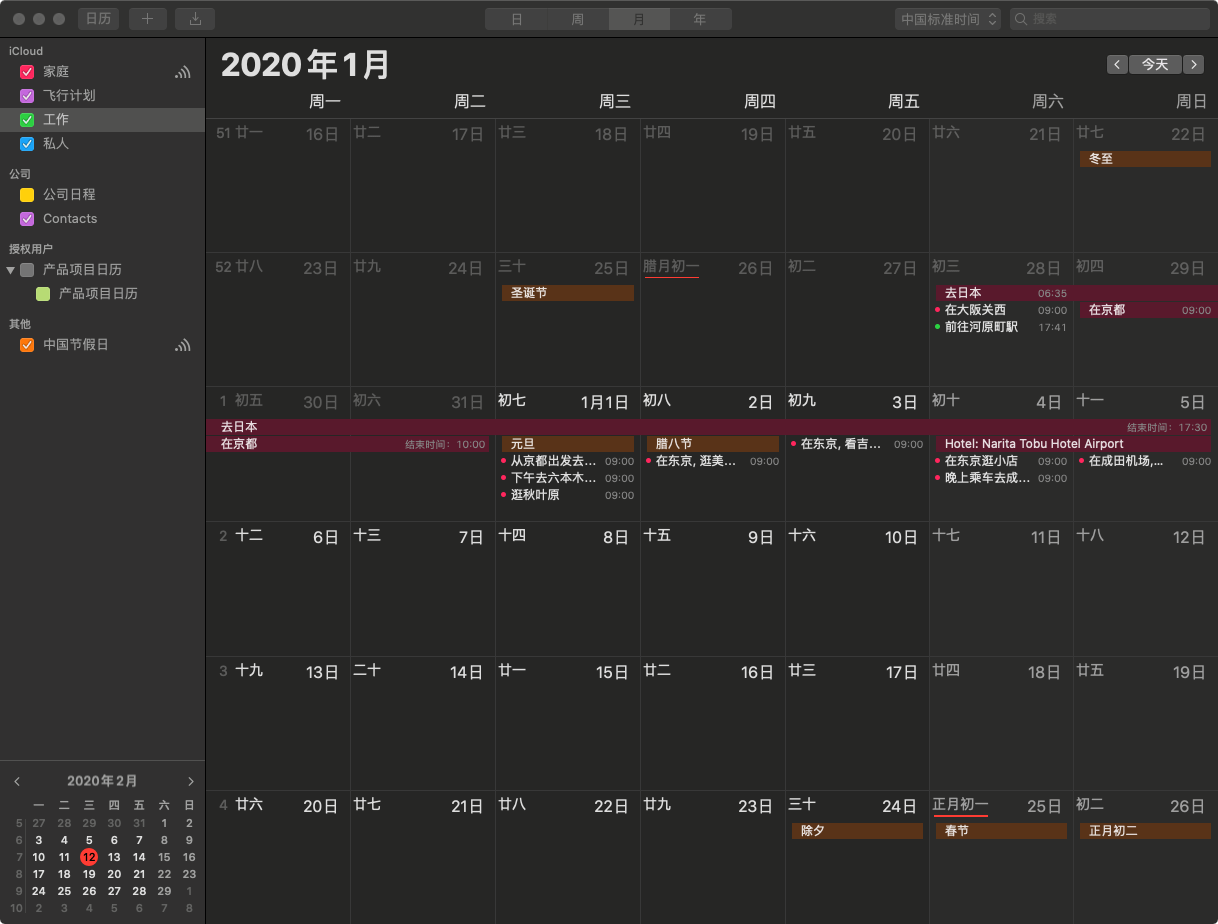 日历
日 周 月 年
中国标准时间
搜索
iCloud
家庭
飞行计划
工作
私人
公司
公司日程
Contacts
授权用户
产品项目日历
产品项目日历
其他
中国节假日
2020年1月
今天
周一 周二 周三 周四 周五 周六 周日
51 廿一 16日 廿二 17日 廿三 18日 廿四 19日 廿五 20日 廿六 21日 廿七 22日
冬至
52 廿八 23日 廿九 24日 三十 25日 腊月初一 26日 初二 27日 初三 28日 初四 29日
圣诞节 去日本 06:35
在大阪关西 09:00 在京都 09:00
前往河原町駅 17:41
1 初五 30日 初六 31日 初七 1月1日 初八 2日 初九 3日 初十 4日 十一 5日
去日本 结束时间：17:30
在京都 结束时间：10:00 元旦 腊八节 在东京, 看吉... 09:00 Hotel: Narita Tobu Hotel Airport
从京都出发去... 09:00 在东京, 逛美... 09:00 在东京逛小店 09:00 在成田机场,... 09:00
下午去六本木... 09:00 晚上乘车去成... 09:00
逛秋叶原 09:00
2 十二 6日 十三 7日 十四 8日 十五 9日 十六 10日 十七 11日 十八 12日
3 十九 13日 二十 14日 廿一 15日 廿二 16日 廿三 17日 廿四 18日 廿五 19日
4 廿六 20日 廿七 21日 廿八 22日 廿九 23日 三十 24日 正月初一 25日 初二 26日
除夕 春节 正月初二
2020年2月
一 二 三 四 五 六 日
5 27 28 29 30 31 1 2
6 3 4 5 6 7 8 9
7 10 11 12 13 14 15 16
8 17 18 19 20 21 22 23
9 24 25 26 27 28 29 1
10 2 3 4 5 6 7 8